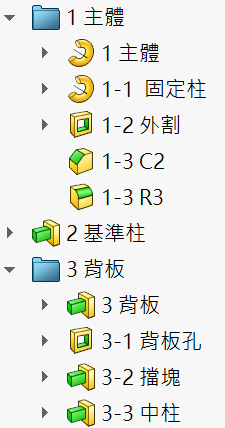 1 主體
1 主體
1-1 固定柱
1-2 外割
1-3 C2
1-3 R3
2 基準柱
3 背板
3 背板
3-1 背板孔
3-2 擋塊
3-3 中柱